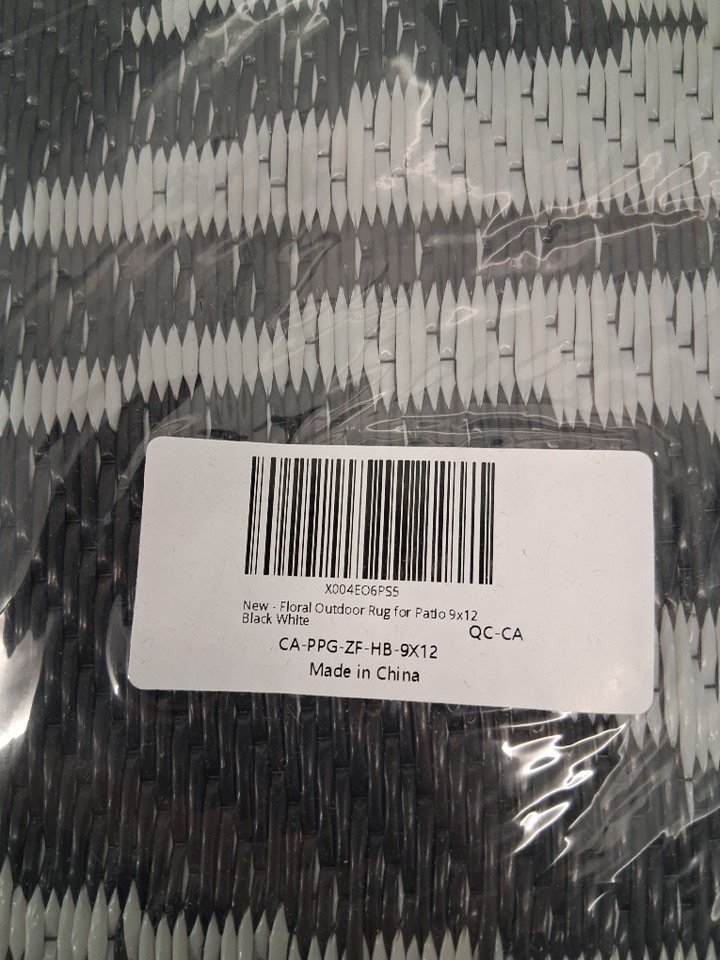 X004EO6PS5
New - Floral Outdoor Rug for Patio 9x12
Black White
QC-CA
CA-PPG-ZF-HB-9X12
Made in China